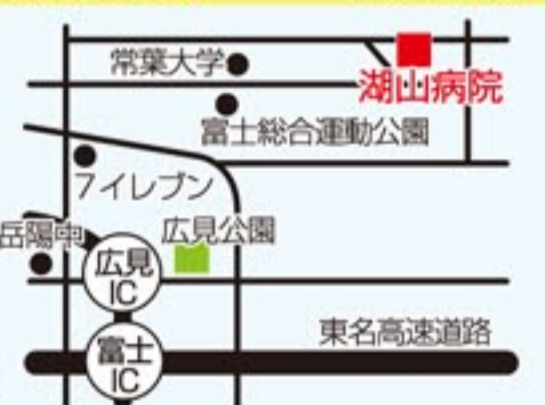 常葉大学
湖山病院
富士総合運動公園
7イレブン
岳陽中
広見公園
広見
IC
東名高速道路
富士
IC